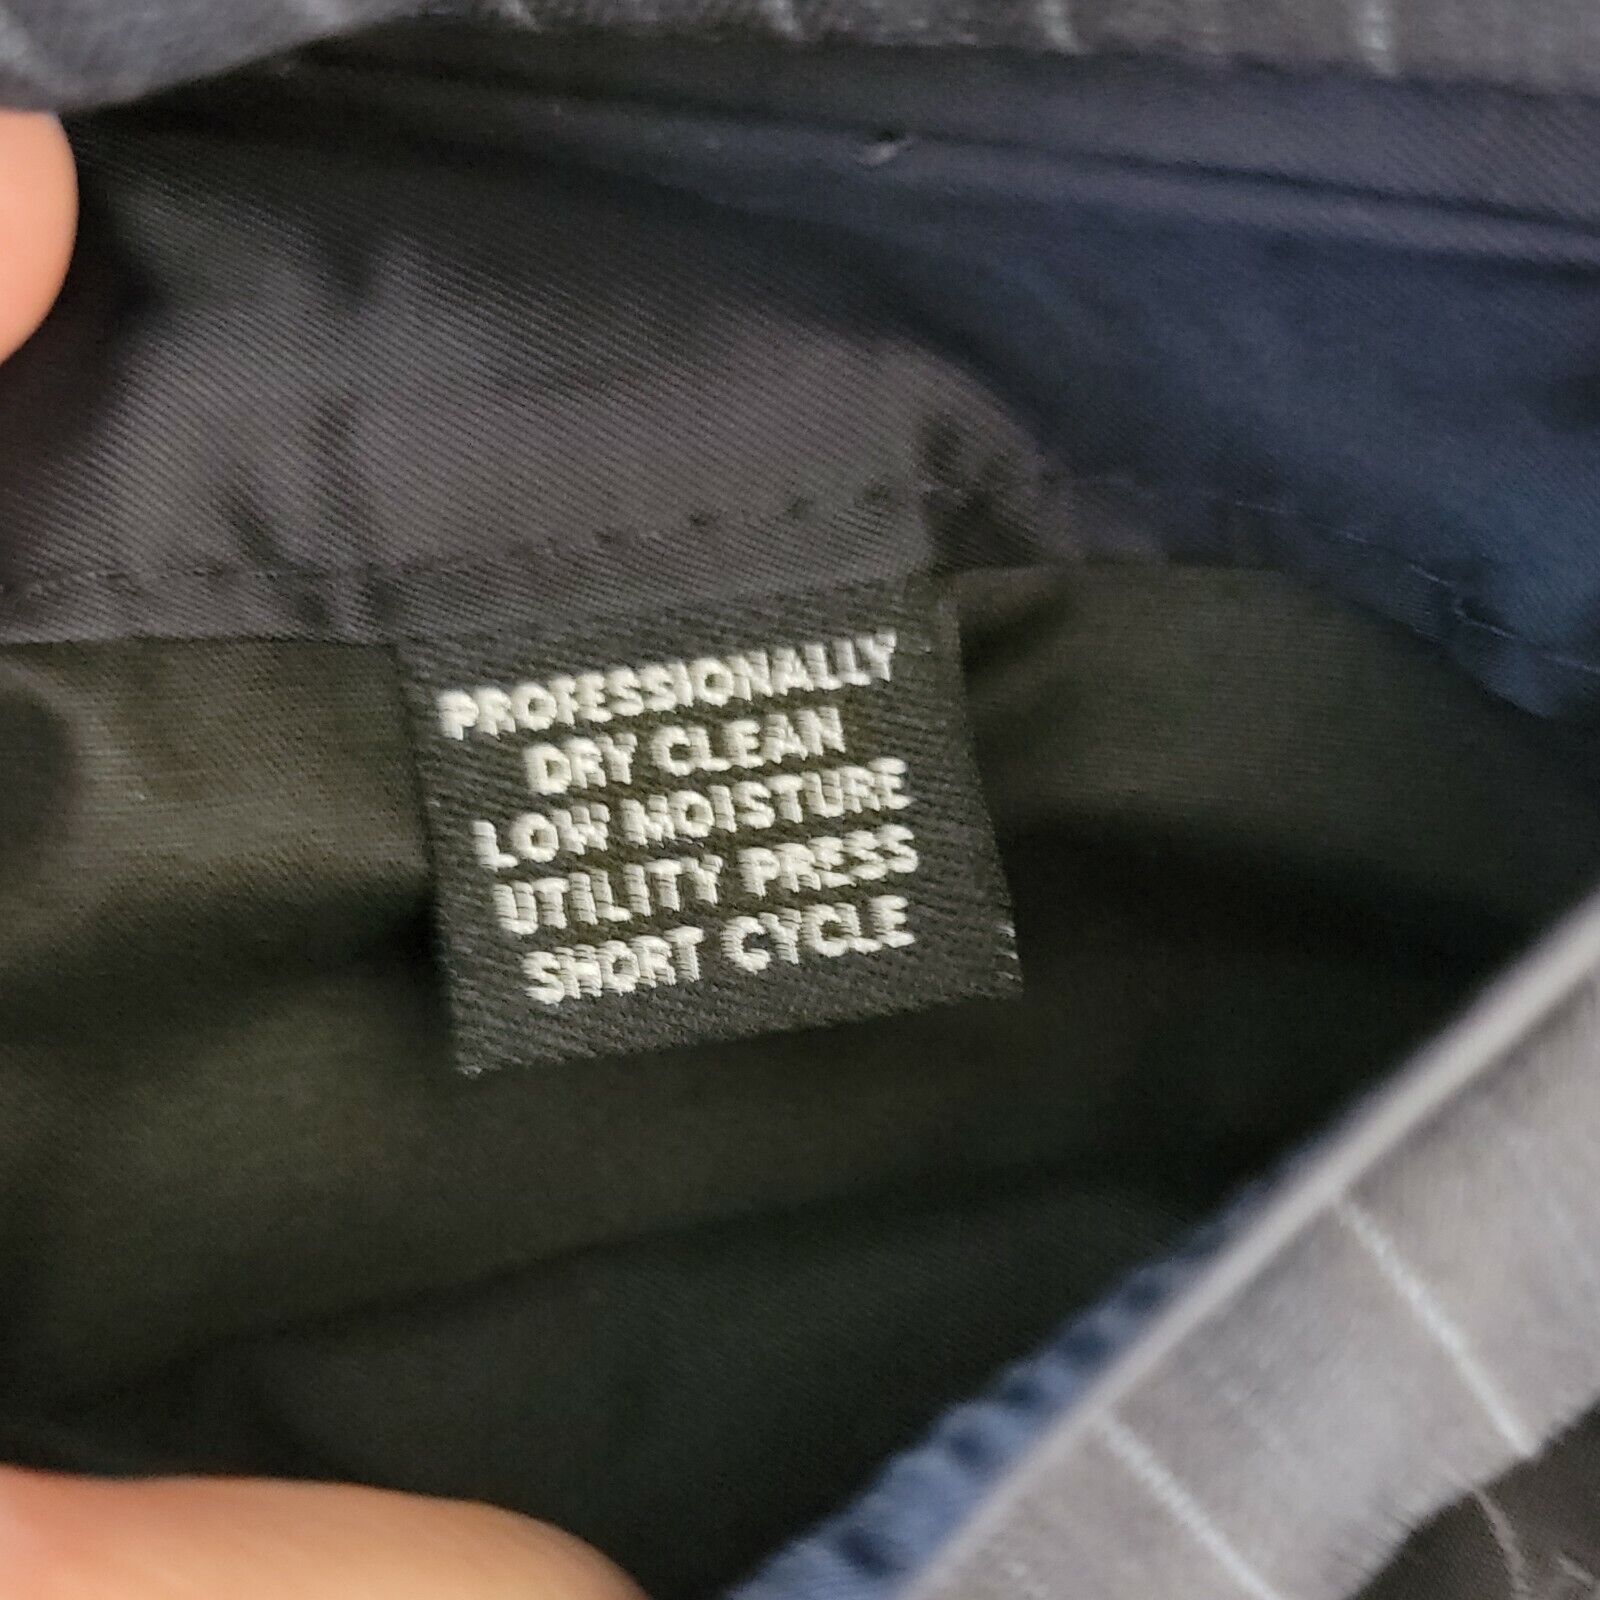 PROFESSIONALLY
DRY CLEAN
LOW MOISTURE
UTILITY PRESS
SHORT CYCLE